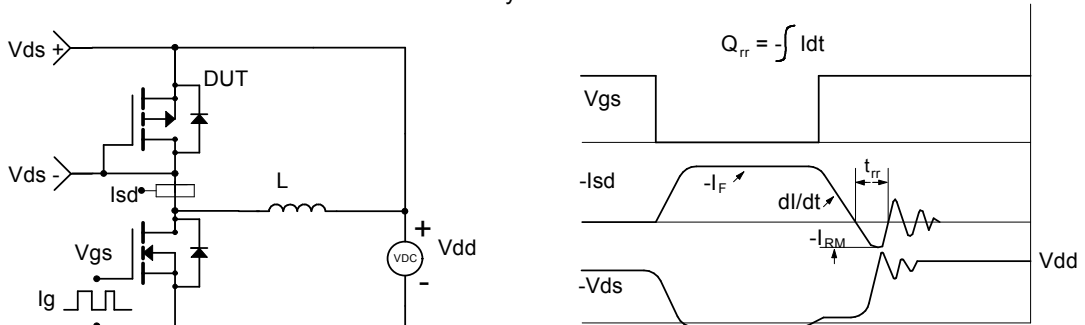 Vds +
DUT
Vds -
Isd
L
Vgs
Ig
+
VDC
-
Vdd
Qrr = -∫ Idt
Vgs
-Isd
-IF
dI/dt
trr
-IRM
Vdd
-Vds